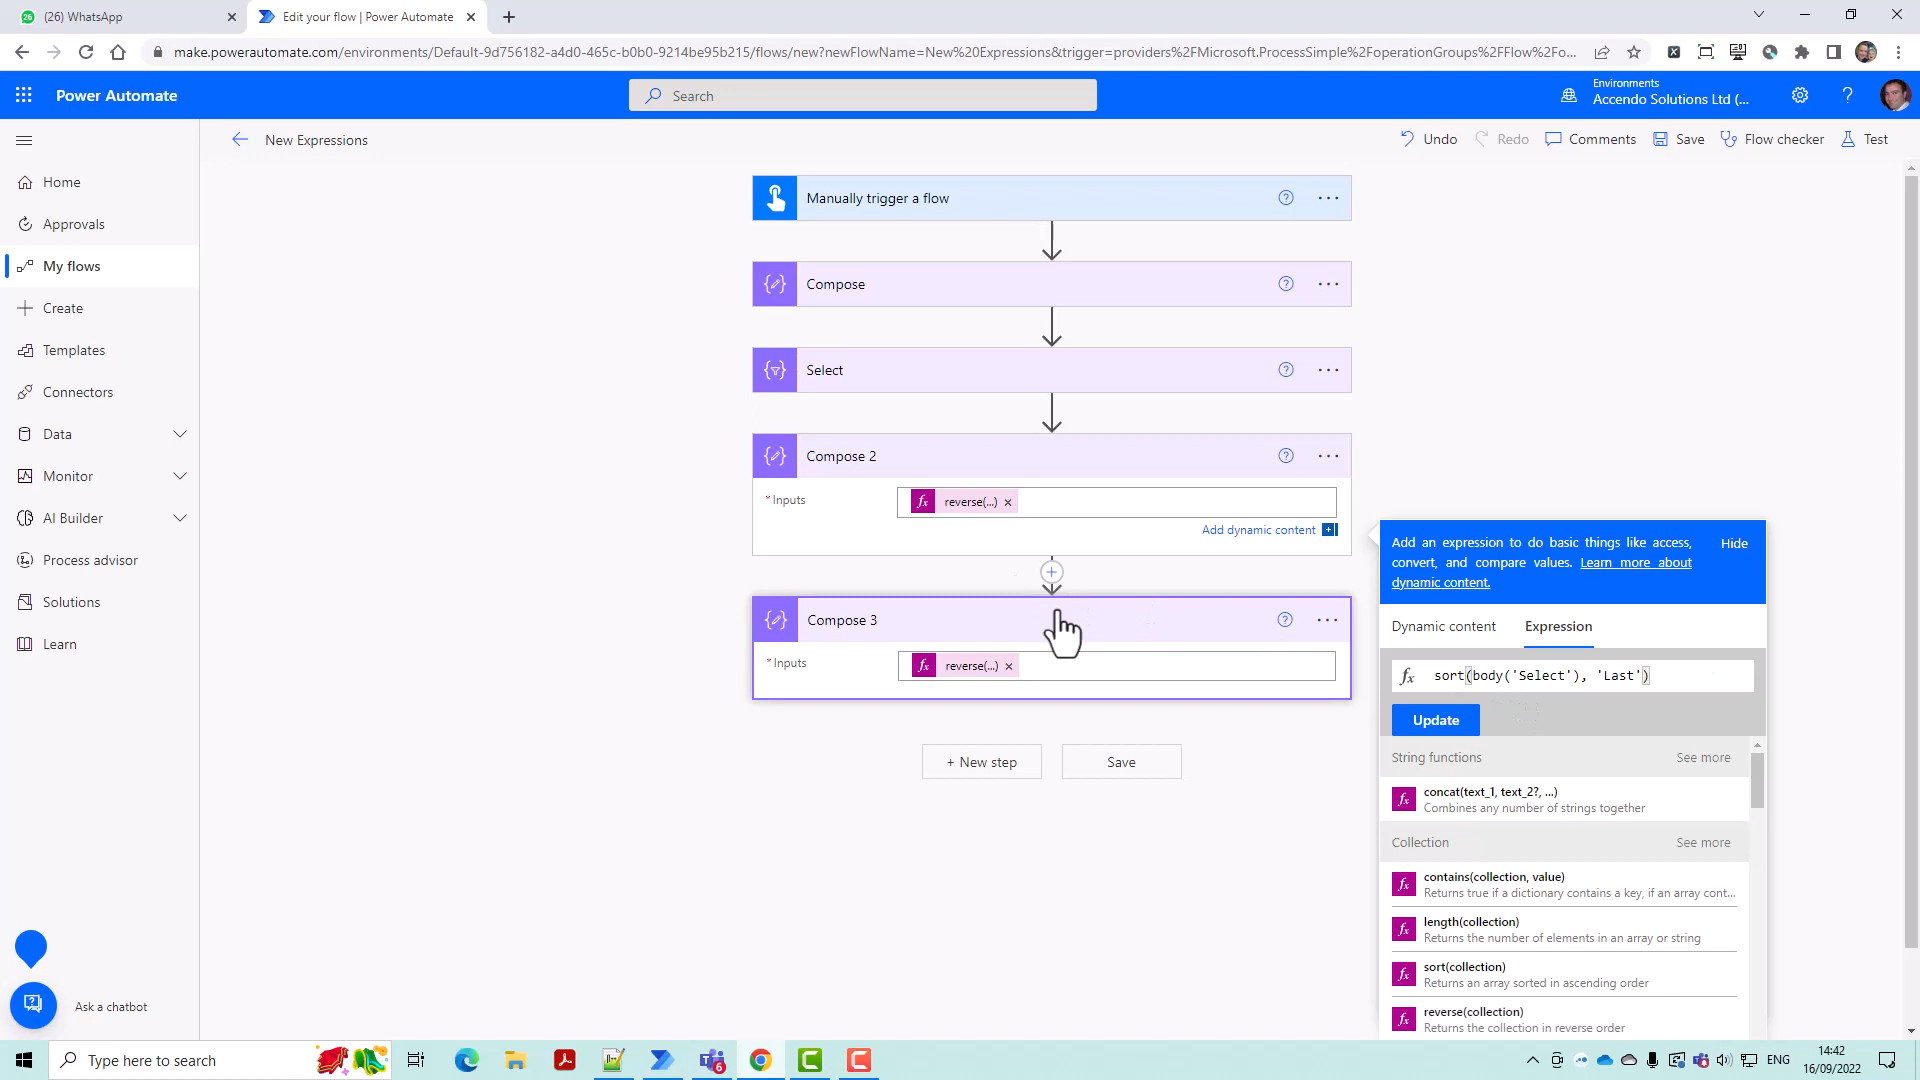 (26) WhatsApp
Edit your flow | Power Automate
make.powerautomate.com/environments/Default-9d756182-a4d0-465c-b0b0-9214be95b215/flows/new?newFlowName=New%20Expressions&trigger=providers%2FMicrosoft.ProcessSimple%2FoperationGroups%2FFlow%2Fo...
Power Automate
Search
Environments
Accendo Solutions Ltd (...
New Expressions
Undo
Redo
Comments
Save
Flow checker
Test
Home
Approvals
My flows
Create
Templates
Connectors
Data
Monitor
AI Builder
Process advisor
Solutions
Learn
Ask a chatbot
Manually trigger a flow
Compose
Select
Compose 2
* Inputs
fx reverse(...) ×
Add dynamic content
Compose 3
* Inputs
fx reverse(...) ×
+ New step
Save
Add an expression to do basic things like access,
convert, and compare values. Learn more about
dynamic content.
Hide
Dynamic content
Expression
fx sort(body('Select'), 'Last')
Update
String functions
See more
fx concat(text_1, text_2?, ...)
Combines any number of strings together
Collection
See more
fx contains(collection, value)
Returns true if a dictionary contains a key, if an array cont...
fx length(collection)
Returns the number of elements in an array or string
fx sort(collection)
Returns an array sorted in ascending order
fx reverse(collection)
Returns the collection in reverse order
Type here to search
ENG
14:42
16/09/2022